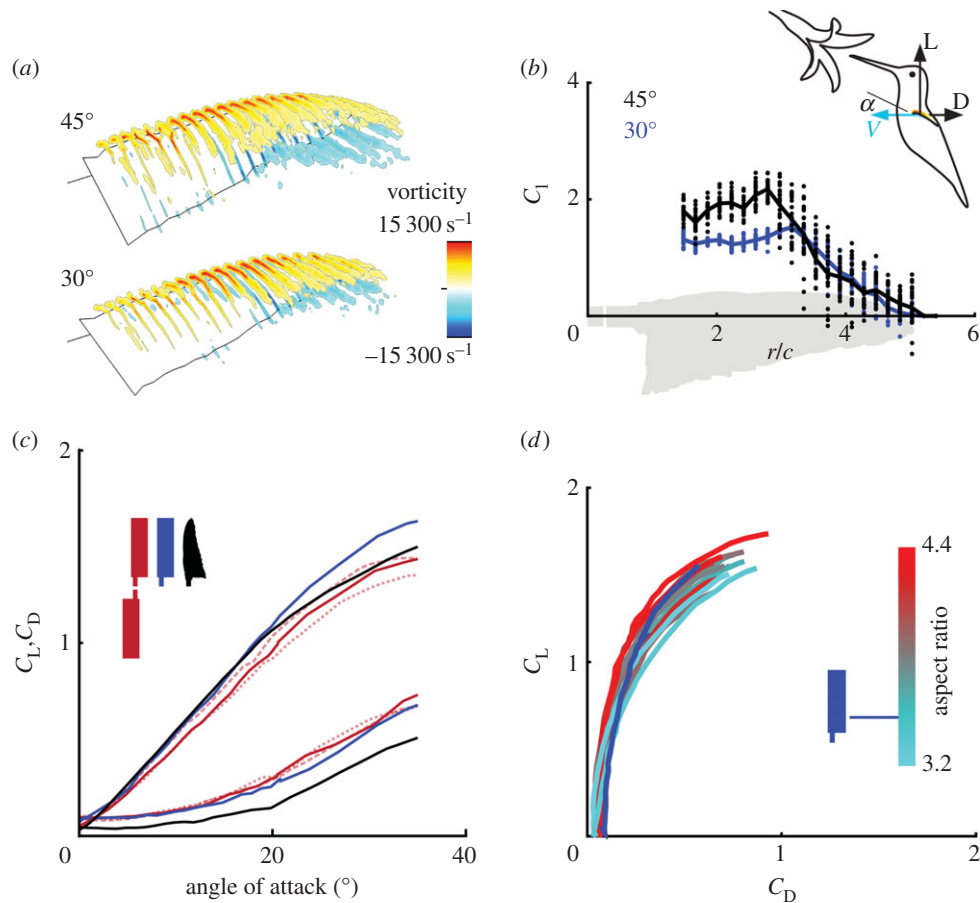 (a)
45°
30°
vorticity
15 300 s⁻¹
–15 300 s⁻¹
(b)
45°
30°
C₁
4
2
0
2
4
6
r/c
L
D
α
V
(c)
2
1
C_L, C_D
0
20
40
angle of attack (°)
(d)
2
1
C_L
0
1
2
C_D
4.4
aspect ratio
3.2